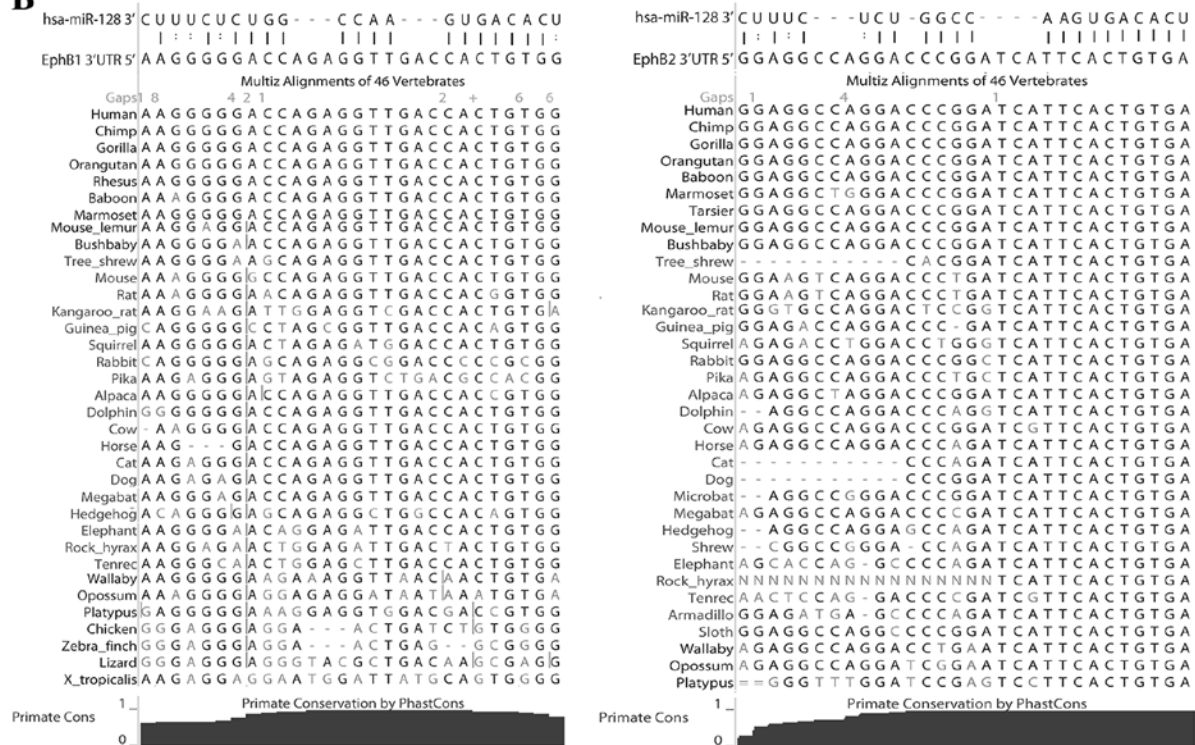 B
hsa-miR-128 3' C U U U C U C U G G - - - C C A A G U G A C A C U
EphB1 3'UTR 5' A A G G G G G A C C A G A G G T T G A C C A C T G T G G
Multiz Alignments of 46 Vertebrates
Gaps 1 8 4 2 1 2 + 6 6
Human A A G G G G G A C C A G A G G T T G A C C A C T G T G G
Chimp A A G G G G G A C C A G A G G T T G A C C A C T G T G G
Gorilla A A G G G G G A C C A G A G G T T G A C C A C T G T G G
Orangutan A A G G G G G A C C A G A G G T T G A C C A C T G T G G
Rhesus A A G G G G G A C C A G A G G T T G A C C A C T G T G G
Baboon A A A G G G G A C C A G A G G T T G A C C A C T G T G G
Marmoset A A G G G G G A C C A G A G G T T G A C C A C T G T G G
Mouse_lemur A A G G A G G A C C A G A G G T T G A C C A C T G T G G
Bushbaby A A G G G G A A C C A G A G G T T G A C C A C T G T G G
Tree_shrew A A G G G G A A G C A G A G G T T G A C C A C T G T G G
Mouse A A A G G G G G C C A G A G G T T G A C C A C T G T G G
Rat A A A G G G G A A C A G A G G T T G A C C A C G G T G G
Kangaroo_rat A A G G A A G A T T G G A G G T C G A C C A C T G T G A
Guinea_pig C A G G G G G C C T A G C G G T T G A C C A C A G T G G
Squirrel A A G G G G G A C T A G A G A T G G A C C A C T G T G G
Rabbit C A G G G G G A G C A G A G G C G G A C C C C C G C G G
Pika A A G A G G G A G T A G A G G T C T G A C G C C A C G G
Alpaca A A G G G G G A C C A G A G G T T G A C C A C C G T G G
Dolphin G G G G G G G A C C A G A G G T T G A C C A C T G T G G
Cow - A A G G G G A C C A G A G G T T G A C C A C T G T G G
Horse A A G - - - G A C C A G A G G T T G A C C A C T G T G G
Cat A A G A G G G A C C A G A G G T T G A C C A C T G T G G
Dog A A G A G A G A C C A G A G G T T G A C C A C T G T G G
Megabat A A G G G A G A C C A G A G G T T G A C C A C T G T G G
Hedgehog A C A G G G G A G C A G A G G C T G G C C A C A G T G G
Elephant A A G G G G A A C A G G A G A T T G A C C A C T G T G G
Rock_hyrax A A G G A G A A C T G G A G A T T G A C T A C T G T G G
Tenrec A A G G G C A A C T G G A G C T T G A C C A C T G T G G
Wallaby A A G G G G G A A G A A A G G T T A A C A A C T G T G A
Opossum A A A G G G G A G G A G A G G A T A A T A A A T G T G A
Platypus G A G G G G G A A A G G A G G T G G A C G A C C G T G G
Chicken G G G A G G G A G G A - - - A C T G A T C T G T G G G G
Zebra_finch G G G A G G G A G G A - - - A C T G A G - - G C G G G G
Lizard G G G A G G G A G G G T A C G C T G A C A A G C G A G G
X_tropicalis A A G A G G A G G A A T G G A T T A T G C A G T G G G G
Primate Conservation by PhastCons
1
Primate Cons
0
hsa-miR-128 3' C U U U C - - - U C U - G G C C - - - - A A G U G A C A C U
EphB2 3'UTR 5' G G A G G C C A G G A C C C G G A T C A T T C A C T G T G A
Multiz Alignments of 46 Vertebrates
Gaps 1 4 1
Human G G A G G C C A G G A C C C G G A T C A T T C A C T G T G A
Chimp G G A G G C C A G G A C C C G G A T C A T T C A C T G T G A
Gorilla G G A G G C C A G G A C C C G G A T C A T T C A C T G T G A
Orangutan G G A G G C C A G G A C C C G G A T C A T T C A C T G T G A
Baboon G G A G G C C A G G A C C C G G A T C A T T C A C T G T G A
Marmoset G G A G G C T G G G A C C C G G A T C A T T C A C T G T G A
Tarsier G G A G G C C A G G A C C C G G A T C A T T C A C T G T G A
Mouse_lemur G G A G G C C A G G A C C C G G A T C A T T C A C T G T G A
Bushbaby G G A G G C C A G G A C C C G G A T C A T T C A C T G T G A
Tree_shrew - - - - - - - - - - - C A C G G A T C A T T C A C T G T G A
Mouse G G A A G T C A G G A C C C T G A T C A T T C A C T G T G A
Rat G G A A G T C A G G A C C C T G A T C A T T C A C T G T G A
Kangaroo_rat G G G T G C C A G G A C T C C G G T C A T T C A C T G T G A
Guinea_pig G G A G A C C A G G A C C C - G A T C A T T C A C T G T G A
Squirrel A G A G A C C T G G A C C T G G G T C A T T C A C T G T G A
Rabbit G G A G G C C A G G A C C C G G C T C A T T C A C T G T G A
Pika A G A G G C C A G G A C C C T G C T C A T T C A C T G T G A
Alpaca A G A G G C T A G G A C C C G G A T C A T T C A C T G T G A
Dolphin - - A G G C C A G G A C C C A G G T C A T T C A C T G T G A
Cow A G A G G C C A G G A C C C G G A T C G T T C A C T G T G A
Horse A G A G G C C A G G A C C C A G A T C A T T C A C T G T G A
Cat - - - - - - - - - - - C C C A G A T C A T T C A C T G T G A
Dog - - - - - - - - - - - C C C A G A T C A T T C A C T G T G A
Microbat - - A G G C C G G G A C C C G G A T C A T T C A C T G T G A
Megabat A G A G G C C A G G A C C C C G A T C A T T C A C T G T G A
Hedgehog - - A G G C C A G G A G C C A G A T C A T T C A C T G T G A
Shrew - - C G G C C G G G A - C C A G A T C A T T C A C T G T G A
Elephant A G C A C C A G - G C C C C A G A T C A T T C A C T G T G A
Rock_hyrax N N N N N N N N N N N N N N N N N T C A T T C A C T G T G A
Tenrec A A C T C C A G - G A C C C C G A T C G T T C A C T G T G A
Armadillo G G A G A T G A - G C C C C A G A T C A T T C A C T G T G A
Sloth G G A G G C C A G G C C C C G G A T C A T T C A C T G T G A
Wallaby A G A G G C C A G G A C C T G A A T C A T T C A C T G T G A
Opossum A G A G G C C A G G A T C G G A A T C A T T C A C T G T G A
Platypus = = G G G T T T G G A T C C G A G T C C T T C A C T G T G A
Primate Conservation by PhastCons
1
Primate Cons
0